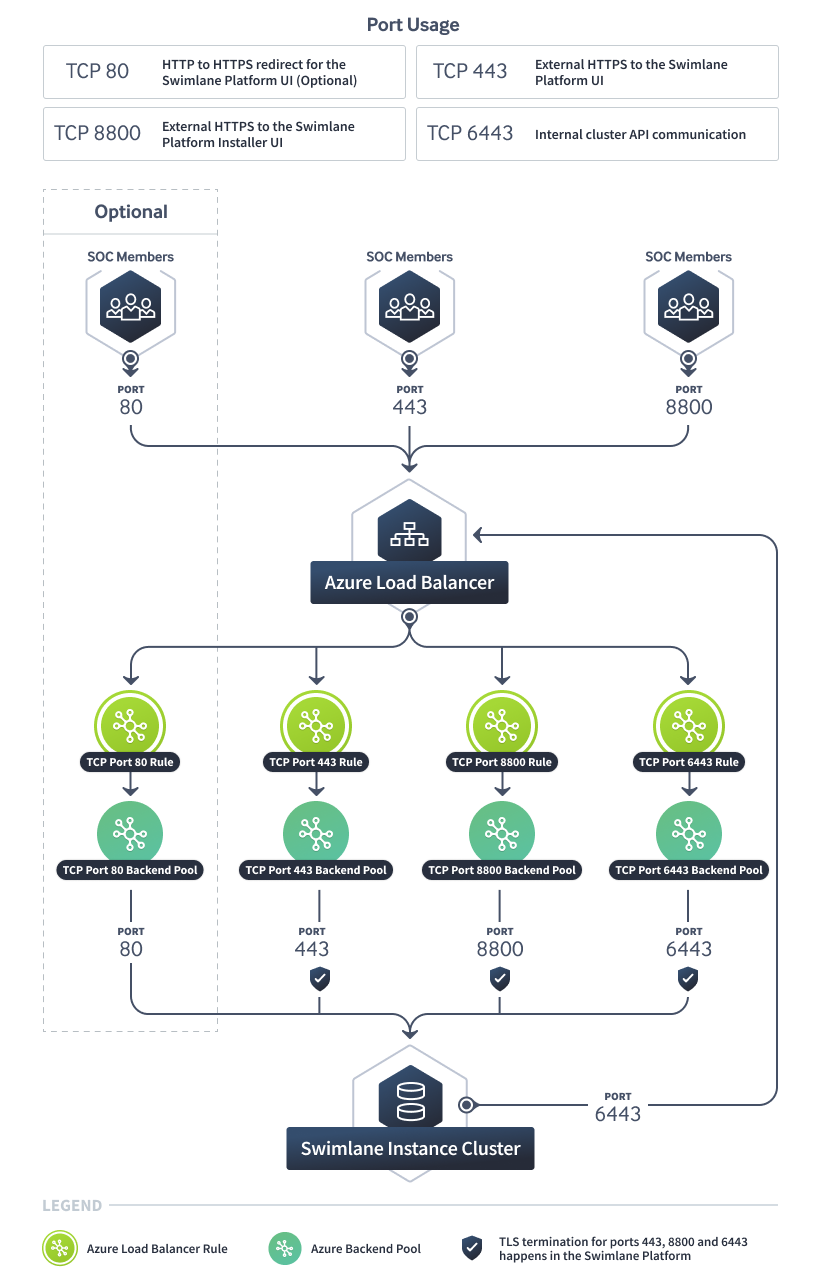 Port Usage
TCP 80
HTTP to HTTPS redirect for the
Swimlane Platform UI (Optional)
TCP 443
External HTTPS to the Swimlane
Platform UI
TCP 8800
External HTTPS to the Swimlane
Platform Installer UI
TCP 6443
Internal cluster API communication
Optional
SOC Members
SOC Members
SOC Members
PORT
80
PORT
443
PORT
8800
Azure Load Balancer
TCP Port 80 Rule
TCP Port 443 Rule
TCP Port 8800 Rule
TCP Port 6443 Rule
TCP Port 80 Backend Pool
TCP Port 443 Backend Pool
TCP Port 8800 Backend Pool
TCP Port 6443 Backend Pool
PORT
80
PORT
443
PORT
8800
PORT
6443
PORT
6443
Swimlane Instance Cluster
LEGEND
Azure Load Balancer Rule
Azure Backend Pool
TLS termination for ports 443, 8800 and 6443
happens in the Swimlane Platform